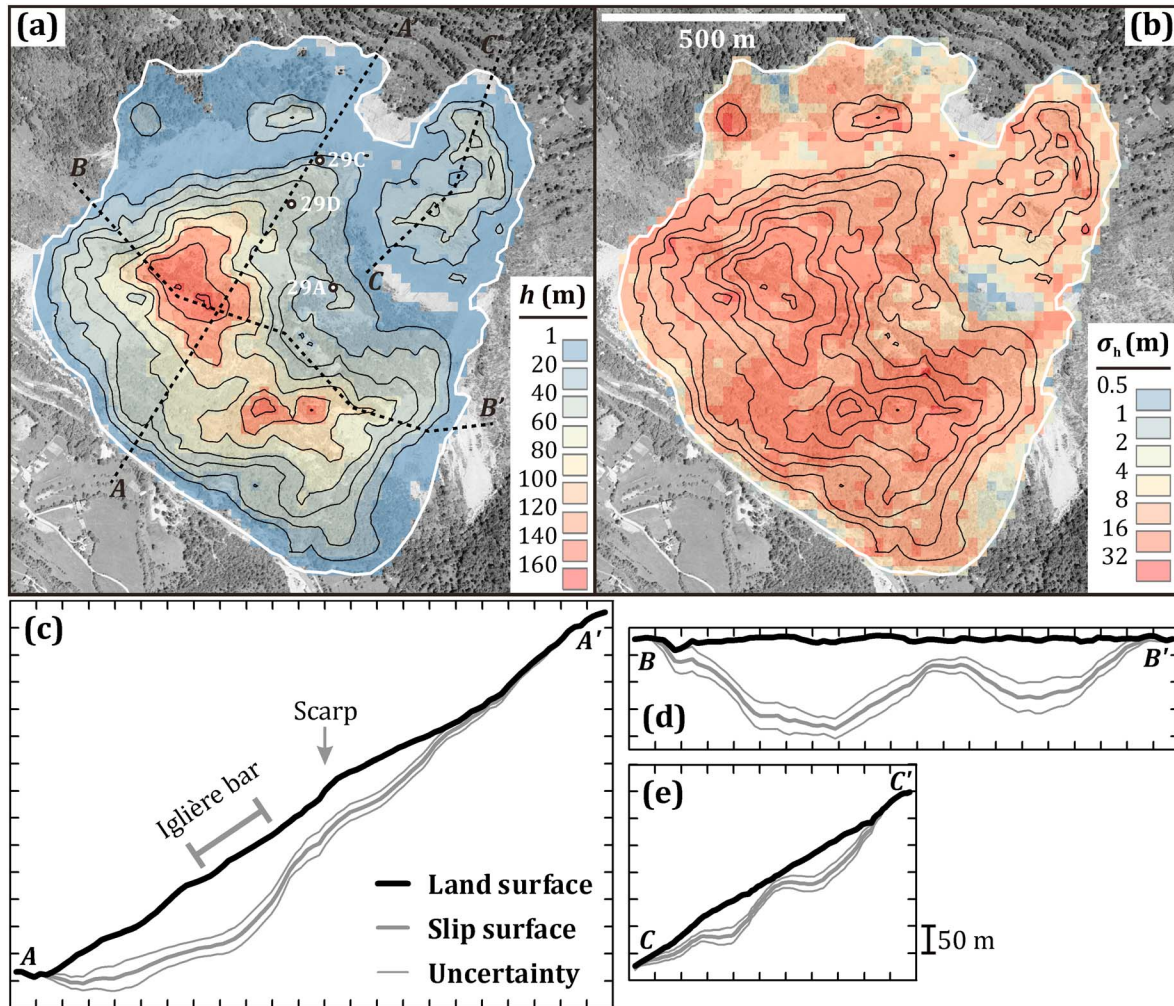 (a)
A'
C'
500 m
(b)
B
29C
29D
29A
C
h (m)
1
20
40
60
80
100
120
140
160
A
B'
σh (m)
0.5
1
2
4
8
16
32
(c)
A'
Scarp
Iglière bar
A
Land surface
Slip surface
Uncertainty
B
B'
(d)
(e)
C'
C
50 m